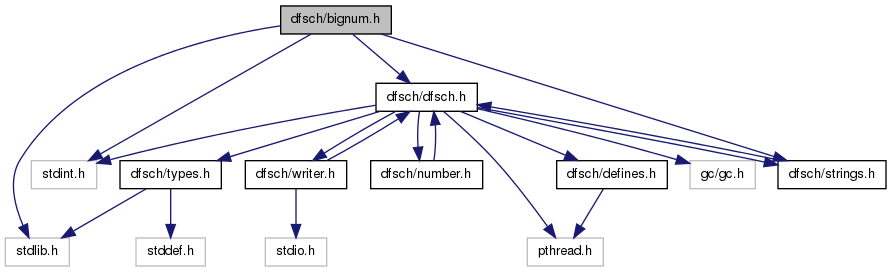 dfsch/bignum.h
dfsch/dfsch.h
stdint.h
dfsch/types.h
dfsch/writer.h
dfsch/number.h
dfsch/defines.h
gc/gc.h
dfsch/strings.h
stdlib.h
stddef.h
stdio.h
pthread.h